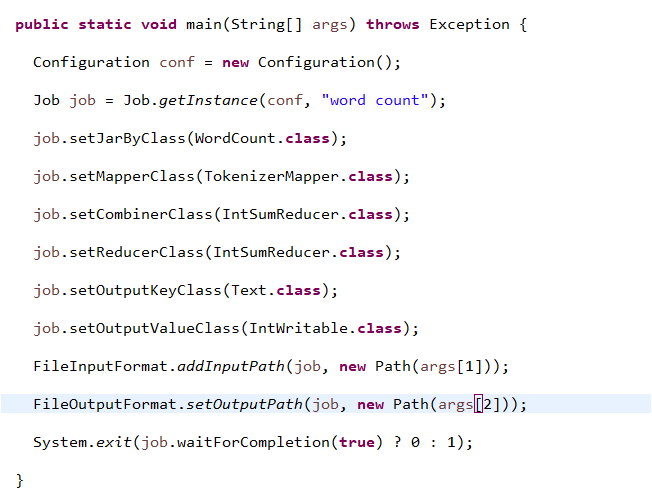 public static void main(String[] args) throws Exception {
Configuration conf = new Configuration();
Job job = Job.getInstance(conf, "word count");
job.setJarByClass(WordCount.class);
job.setMapperClass(TokenizerMapper.class);
job.setCombinerClass(IntSumReducer.class);
job.setReducerClass(IntSumReducer.class);
job.setOutputKeyClass(Text.class);
job.setOutputValueClass(IntWritable.class);
FileInputFormat.addInputPath(job, new Path(args[1]));
FileOutputFormat.setOutputPath(job, new Path(args[2]));
System.exit(job.waitForCompletion(true) ? 0 : 1);
}